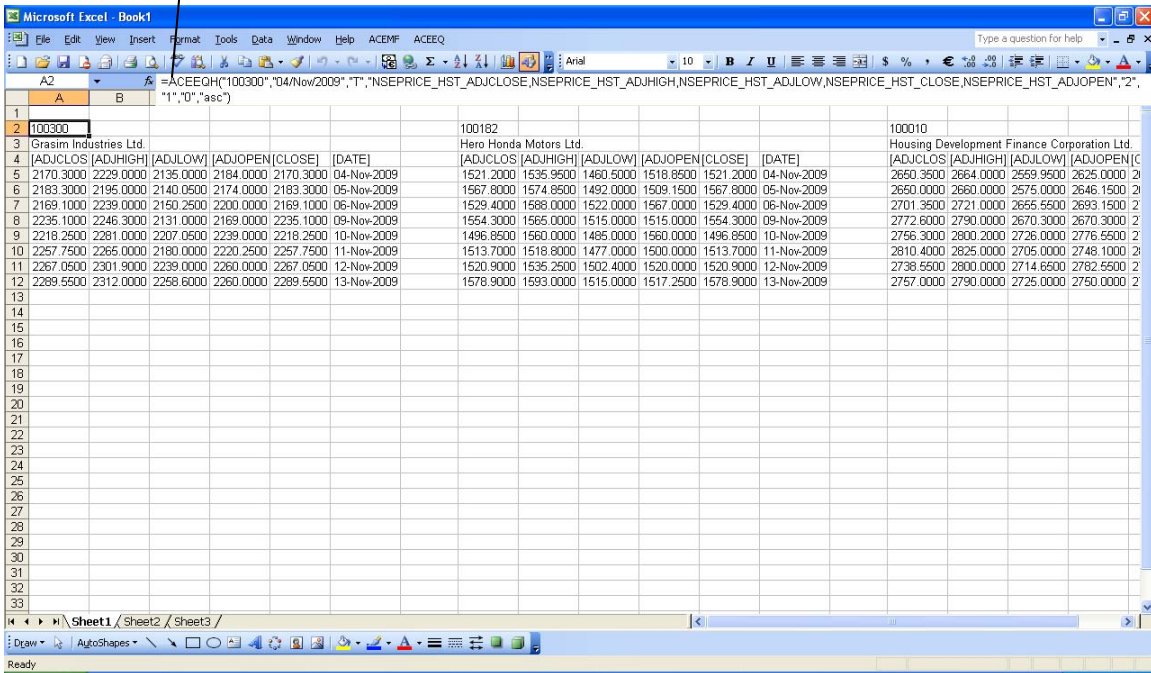 Microsoft Excel - Book1
File Edit View Insert Format Tools Data Window Help ACEMF ACEEQ Type a question for help
Arial 10 B I U $ % ,
A2 fx =ACEEQH("100300","04/Nov/2009","T","NSEPRICE_HST_ADJCLOSE,NSEPRICE_HST_ADJHIGH,NSEPRICE_HST_ADJLOW,NSEPRICE_HST_CLOSE,NSEPRICE_HST_ADJOPEN","2",
"1","0","asc")
A B
1
2 100300 100182 100010
3 Grasim Industries Ltd. Hero Honda Motors Ltd. Housing Development Finance Corporation Ltd.
4 [ADJCLOS [ADJHIGH] [ADJLOW] [ADJOPEN [CLOSE] [DATE] [ADJCLOS [ADJHIGH] [ADJLOW] [ADJOPEN [CLOSE] [DATE] [ADJCLOS [ADJHIGH] [ADJLOW] [ADJOPEN [C
5 2170.3000 2229.0000 2135.0000 2184.0000 2170.3000 04-Nov-2009 1521.2000 1535.9500 1460.5000 1518.8500 1521.2000 04-Nov-2009 2650.3500 2664.0000 2559.9500 2625.0000
6 2183.3000 2195.0000 2140.0500 2174.0000 2183.3000 05-Nov-2009 1567.8000 1574.8500 1492.0000 1509.1500 1567.8000 05-Nov-2009 2650.0000 2660.0000 2575.0000 2646.1500
7 2169.1000 2239.0000 2150.2500 2200.0000 2169.1000 06-Nov-2009 1529.4000 1588.0000 1522.0000 1567.0000 1529.4000 06-Nov-2009 2701.3500 2721.0000 2655.5500 2693.1500
8 2235.1000 2246.3000 2131.0000 2169.0000 2235.1000 09-Nov-2009 1554.3000 1565.0000 1515.0000 1515.0000 1554.3000 09-Nov-2009 2772.6000 2790.0000 2670.3000 2670.3000
9 2218.2500 2281.0000 2207.0500 2239.0000 2218.2500 10-Nov-2009 1496.8500 1560.0000 1485.0000 1560.0000 1496.8500 10-Nov-2009 2756.3000 2800.2000 2726.0000 2776.5500
10 2257.7500 2265.0000 2180.0000 2220.2500 2257.7500 11-Nov-2009 1513.7000 1518.8000 1477.0000 1500.0000 1513.7000 11-Nov-2009 2810.4000 2825.0000 2705.0000 2748.1000
11 2267.0500 2301.9000 2239.0000 2260.0000 2267.0500 12-Nov-2009 1520.9000 1535.2500 1502.4000 1520.0000 1520.9000 12-Nov-2009 2738.5500 2800.0000 2714.6500 2782.5500
12 2289.5500 2312.0000 2258.6000 2260.0000 2289.5500 13-Nov-2009 1578.9000 1593.0000 1515.0000 1517.2500 1578.9000 13-Nov-2009 2757.0000 2790.0000 2725.0000 2750.0000
13
14
15
16
17
18
19
20
21
22
23
24
25
26
27
28
29
30
31
32
33
Sheet1 Sheet2 Sheet3
Draw AutoShapes
Ready